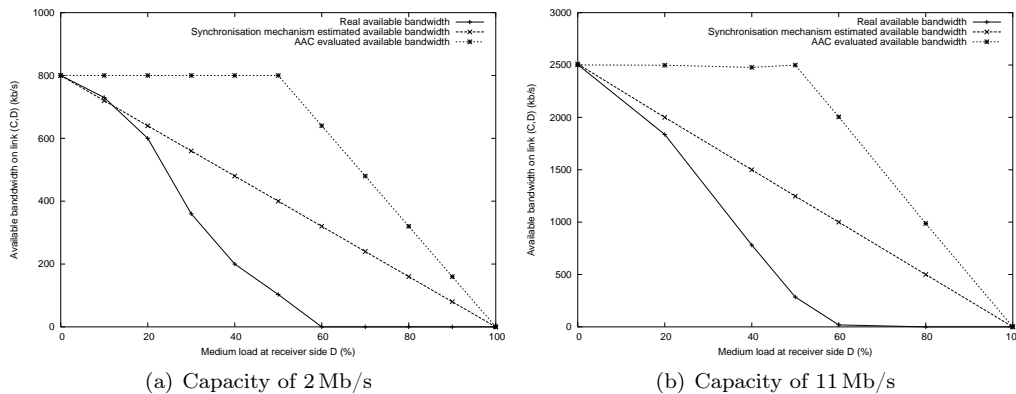 Real available bandwidth
Synchronisation mechanism estimated available bandwidth
AAC evaluated available bandwidth
1000
800
600
400
200
0
0
20
40
60
80
100
Available banddwidth on link (C,D) (kb/s)
Medium load at receiver side D (%)
(a) Capacity of 2 Mb/s
Real available bandwidth
Synchronisation mechanism estimated available bandwidth
AAC evaluated available bandwidth
3000
2500
2000
1500
1000
500
0
0
20
40
60
80
100
Available bandwidth on link (C,D) (kb/s)
Medium load at receiver side D (%)
(b) Capacity of 11 Mb/s